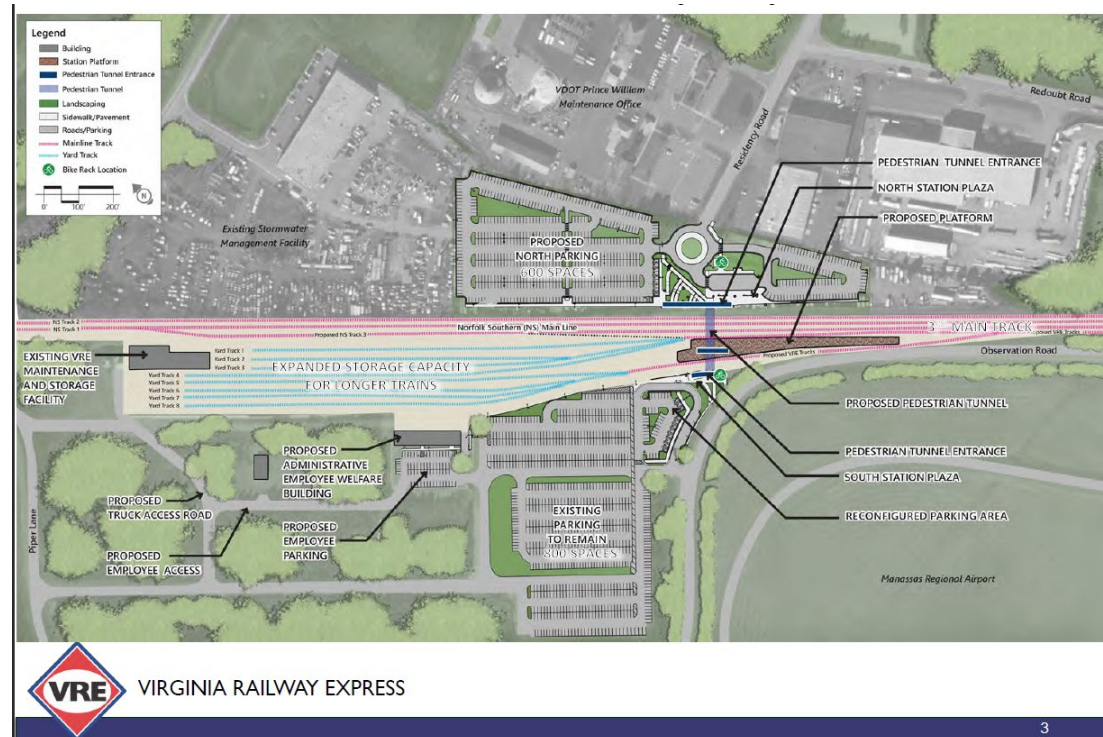 Legend
Building
Station Platform
Pedestrian Tunnel Entrance
Pedestrian Tunnel
Landscaping
Sidewalk/Pavement
Roads/Parking
Mainline Track
Yard Track
Bike Rack Location
0' 100' 200'
N
VDOT Prince William
Maintenance Office
Residency Road
Redoubt Road
Existing Stormwater
Management Facility
PROPOSED
NORTH PARKING
600 SPACES
PEDESTRIAN TUNNEL ENTRANCE
NORTH STATION PLAZA
PROPOSED PLATFORM
NS Track 2
NS Track 1
Proposed NS Track 3
Norfolk Southern (NS) Main Line
MAIN TRACK
Proposed VRE Tracks
Observation Road
EXISTING VRE
MAINTENANCE
AND STORAGE
FACILITY
Yard Track 1
Yard Track 2
Yard Track 3
Yard Track 4
Yard Track 5
Yard Track 6
Yard Track 7
Yard Track 8
EXPANDED STORAGE CAPACITY
FOR LONGER TRAINS
Proposed VRE Tracks
PROPOSED PEDESTRIAN TUNNEL
PEDESTRIAN TUNNEL ENTRANCE
SOUTH STATION PLAZA
RECONFIGURED PARKING AREA
PROPOSED
ADMINISTRATIVE
EMPLOYEE WELFARE
BUILDING
PROPOSED
TRUCK ACCESS ROAD
PROPOSED
EMPLOYEE
PARKING
PROPOSED
EMPLOYEE ACCESS
EXISTING
PARKING
TO REMAIN
800 SPACES
Piper Lane
Manassas Regional Airport
VRE
VIRGINIA RAILWAY EXPRESS
3